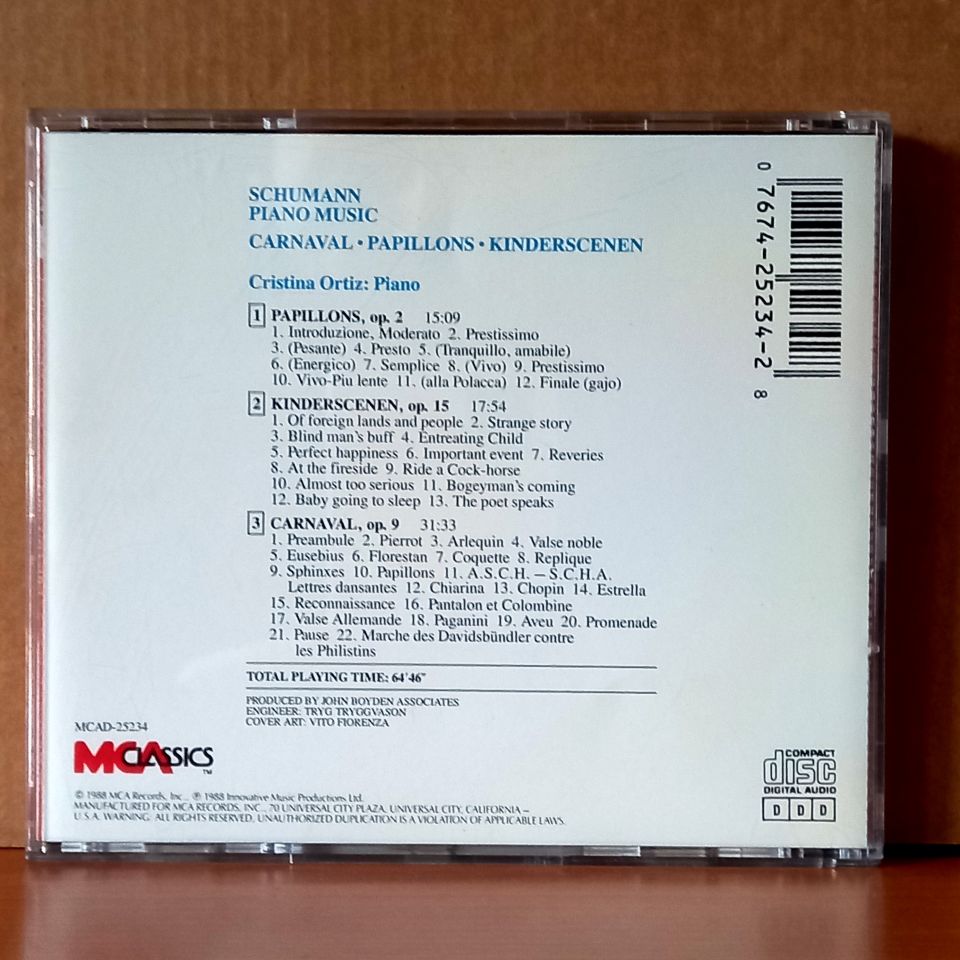 SCHUMANN
PIANO MUSIC
CARNAVAL • PAPILLONS • KINDERSCENEN
Cristina Ortiz: Piano
1 PAPILLONS, op. 2 15:09
1. Introduzione, Moderato 2. Prestissimo
3. (Pesante) 4. Presto 5. (Tranquillo, amabile)
6. (Energico) 7. Semplice 8. (Vivo) 9. Prestissimo
10. Vivo-Piu lente 11. (alla Polacca) 12. Finale (gajo)
2 KINDERSCENEN, op. 15 17:54
1. Of foreign lands and people 2. Strange story
3. Blind man's buff 4. Entreating Child
5. Perfect happiness 6. Important event 7. Reveries
8. At the fireside 9. Ride a Cock-horse
10. Almost too serious 11. Bogeyman's coming
12. Baby going to sleep 13. The poet speaks
3 CARNAVAL, op. 9 31:33
1. Preambule 2. Pierrot 3. Arlequin 4. Valse noble
5. Eusebius 6. Florestan 7. Coquette 8. Replique
9. Sphinxes 10. Papillons 11. A.S.C.H. – S.C.H.A.
Lettres dansantes 12. Chiarina 13. Chopin 14. Estrella
15. Reconnaissance 16. Pantalon et Colombine
17. Valse Allemande 18. Paganini 19. Aveu 20. Promenade
21. Pause 22. Marche des Davidsbündler contre
les Philistins
TOTAL PLAYING TIME: 64'46"
PRODUCED BY JOHN BOYDEN ASSOCIATES
ENGINEER: TRYG TRYGGVASON
COVER ART: VITO FIORENZA
MCAD-25234
MCA CLASSICS ™
© 1988 MCA Records, Inc., ℗ 1988 Innovative Music Productions Ltd.
MANUFACTURED FOR MCA RECORDS, INC., 70 UNIVERSAL CITY PLAZA, UNIVERSAL CITY, CALIFORNIA –
U.S.A. WARNING: ALL RIGHTS RESERVED. UNAUTHORIZED DUPLICATION IS A VIOLATION OF APPLICABLE LAWS.
0 7674-25234-2 8
COMPACT
disc
DIGITAL AUDIO
D D D